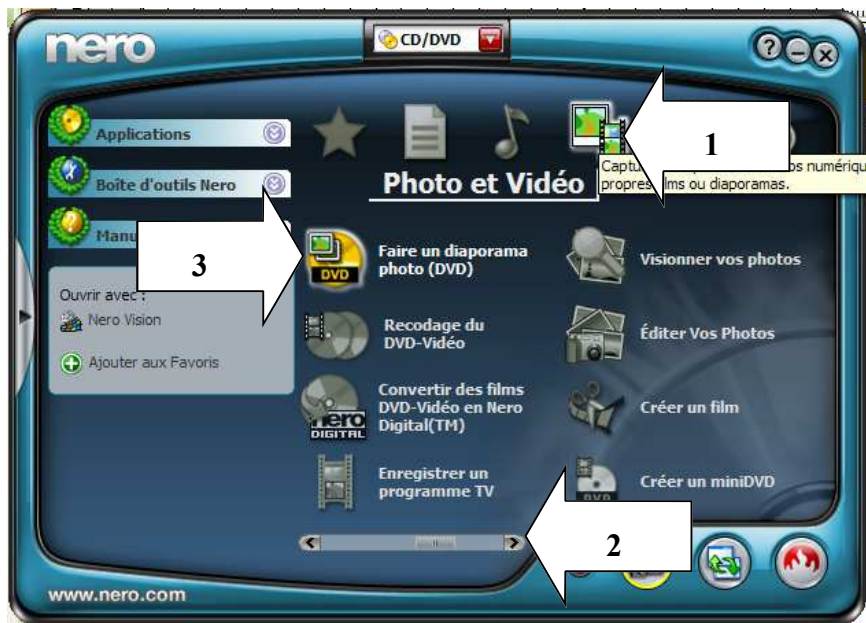 nero
CD/DVD
?
Applications
Boîte d'outils Nero
Manu
1
Captu
os numériqu
propres
lms ou diaporamas.
Photo et Vidéo
3
Ouvrir avec :
Nero Vision
Ajouter aux Favoris
DVD
Faire un diaporama
photo (DVD)
Visionner vos photos
Recodage du
DVD-Vidéo
Éditer Vos Photos
nero
DIGITAL
Convertir des films
DVD-Vidéo en Nero
Digital(TM)
Créer un film
Enregistrer un
programme TV
DVD
Créer un miniDVD
2
www.nero.com